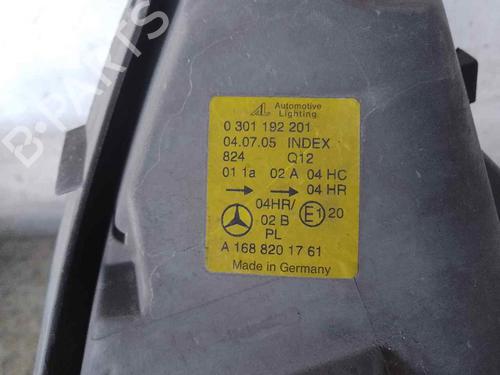 B-PARTS
Automotive
Lighting
0 301 192 201
04.07.05 INDEX
824 Q12
01 1a 02 A 04 HC
→ → 04 HR
04HR/
02 B E1 20
PL
A 168 820 17 61
Made in Germany